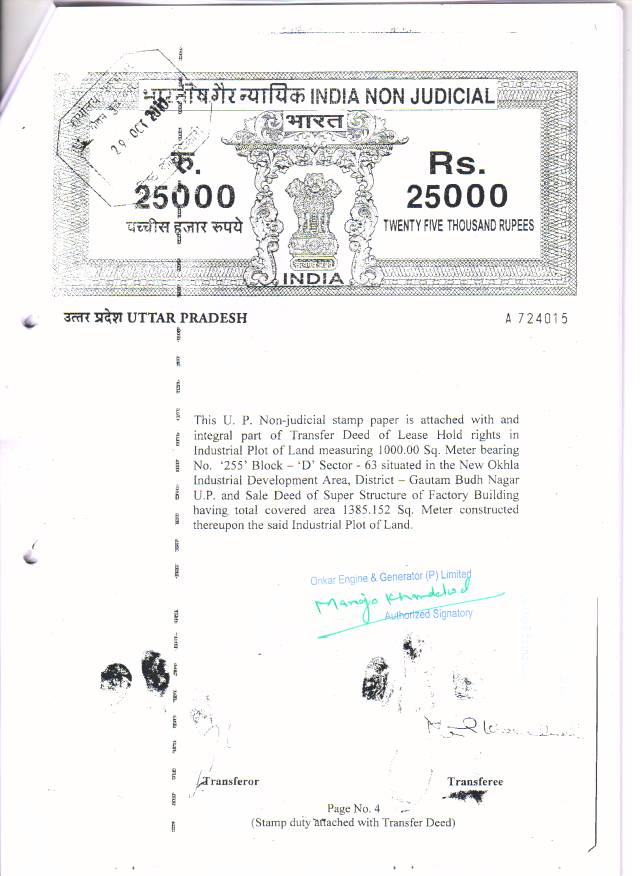 29 OCT
भारतीय गैर न्यायिक INDIA NON JUDICIAL
भारत
रु.
25000
पच्चीस हजार रुपये
Rs.
25000
TWENTY FIVE THOUSAND RUPEES
INDIA
उत्तर प्रदेश UTTAR PRADESH
A 724015
This U. P. Non-judicial stamp paper is attached with and
integral part of Transfer Deed of Lease Hold rights in
Industrial Plot of Land measuring 1000.00 Sq. Meter bearing
No. ‘255’ Block – ‘D’ Sector - 63 situated in the New Okhla
Industrial Development Area, District – Gautam Budh Nagar
U.P. and Sale Deed of Super Structure of Factory Building
having total covered area 1385.152 Sq. Meter constructed
thereupon the said Industrial Plot of Land.
Onkar Engine & Generator (P) Limited
Authorized Signatory
Transferor
Transferee
Page No. 4
(Stamp duty attached with Transfer Deed)